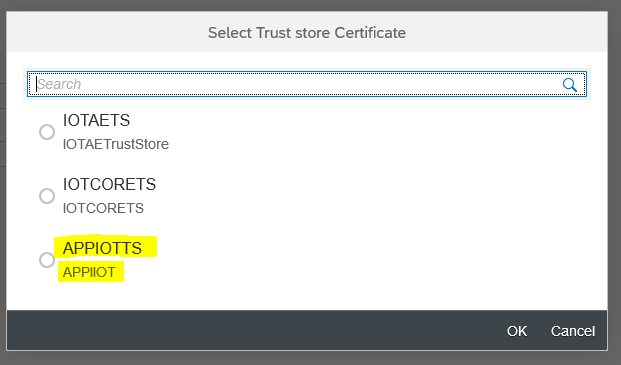 Select Trust store Certificate
Search
IOTAETS
IOTAETrustStore
IOTCORETS
IOTCORETS
APPIOTTS
APPIIOT
OK Cancel